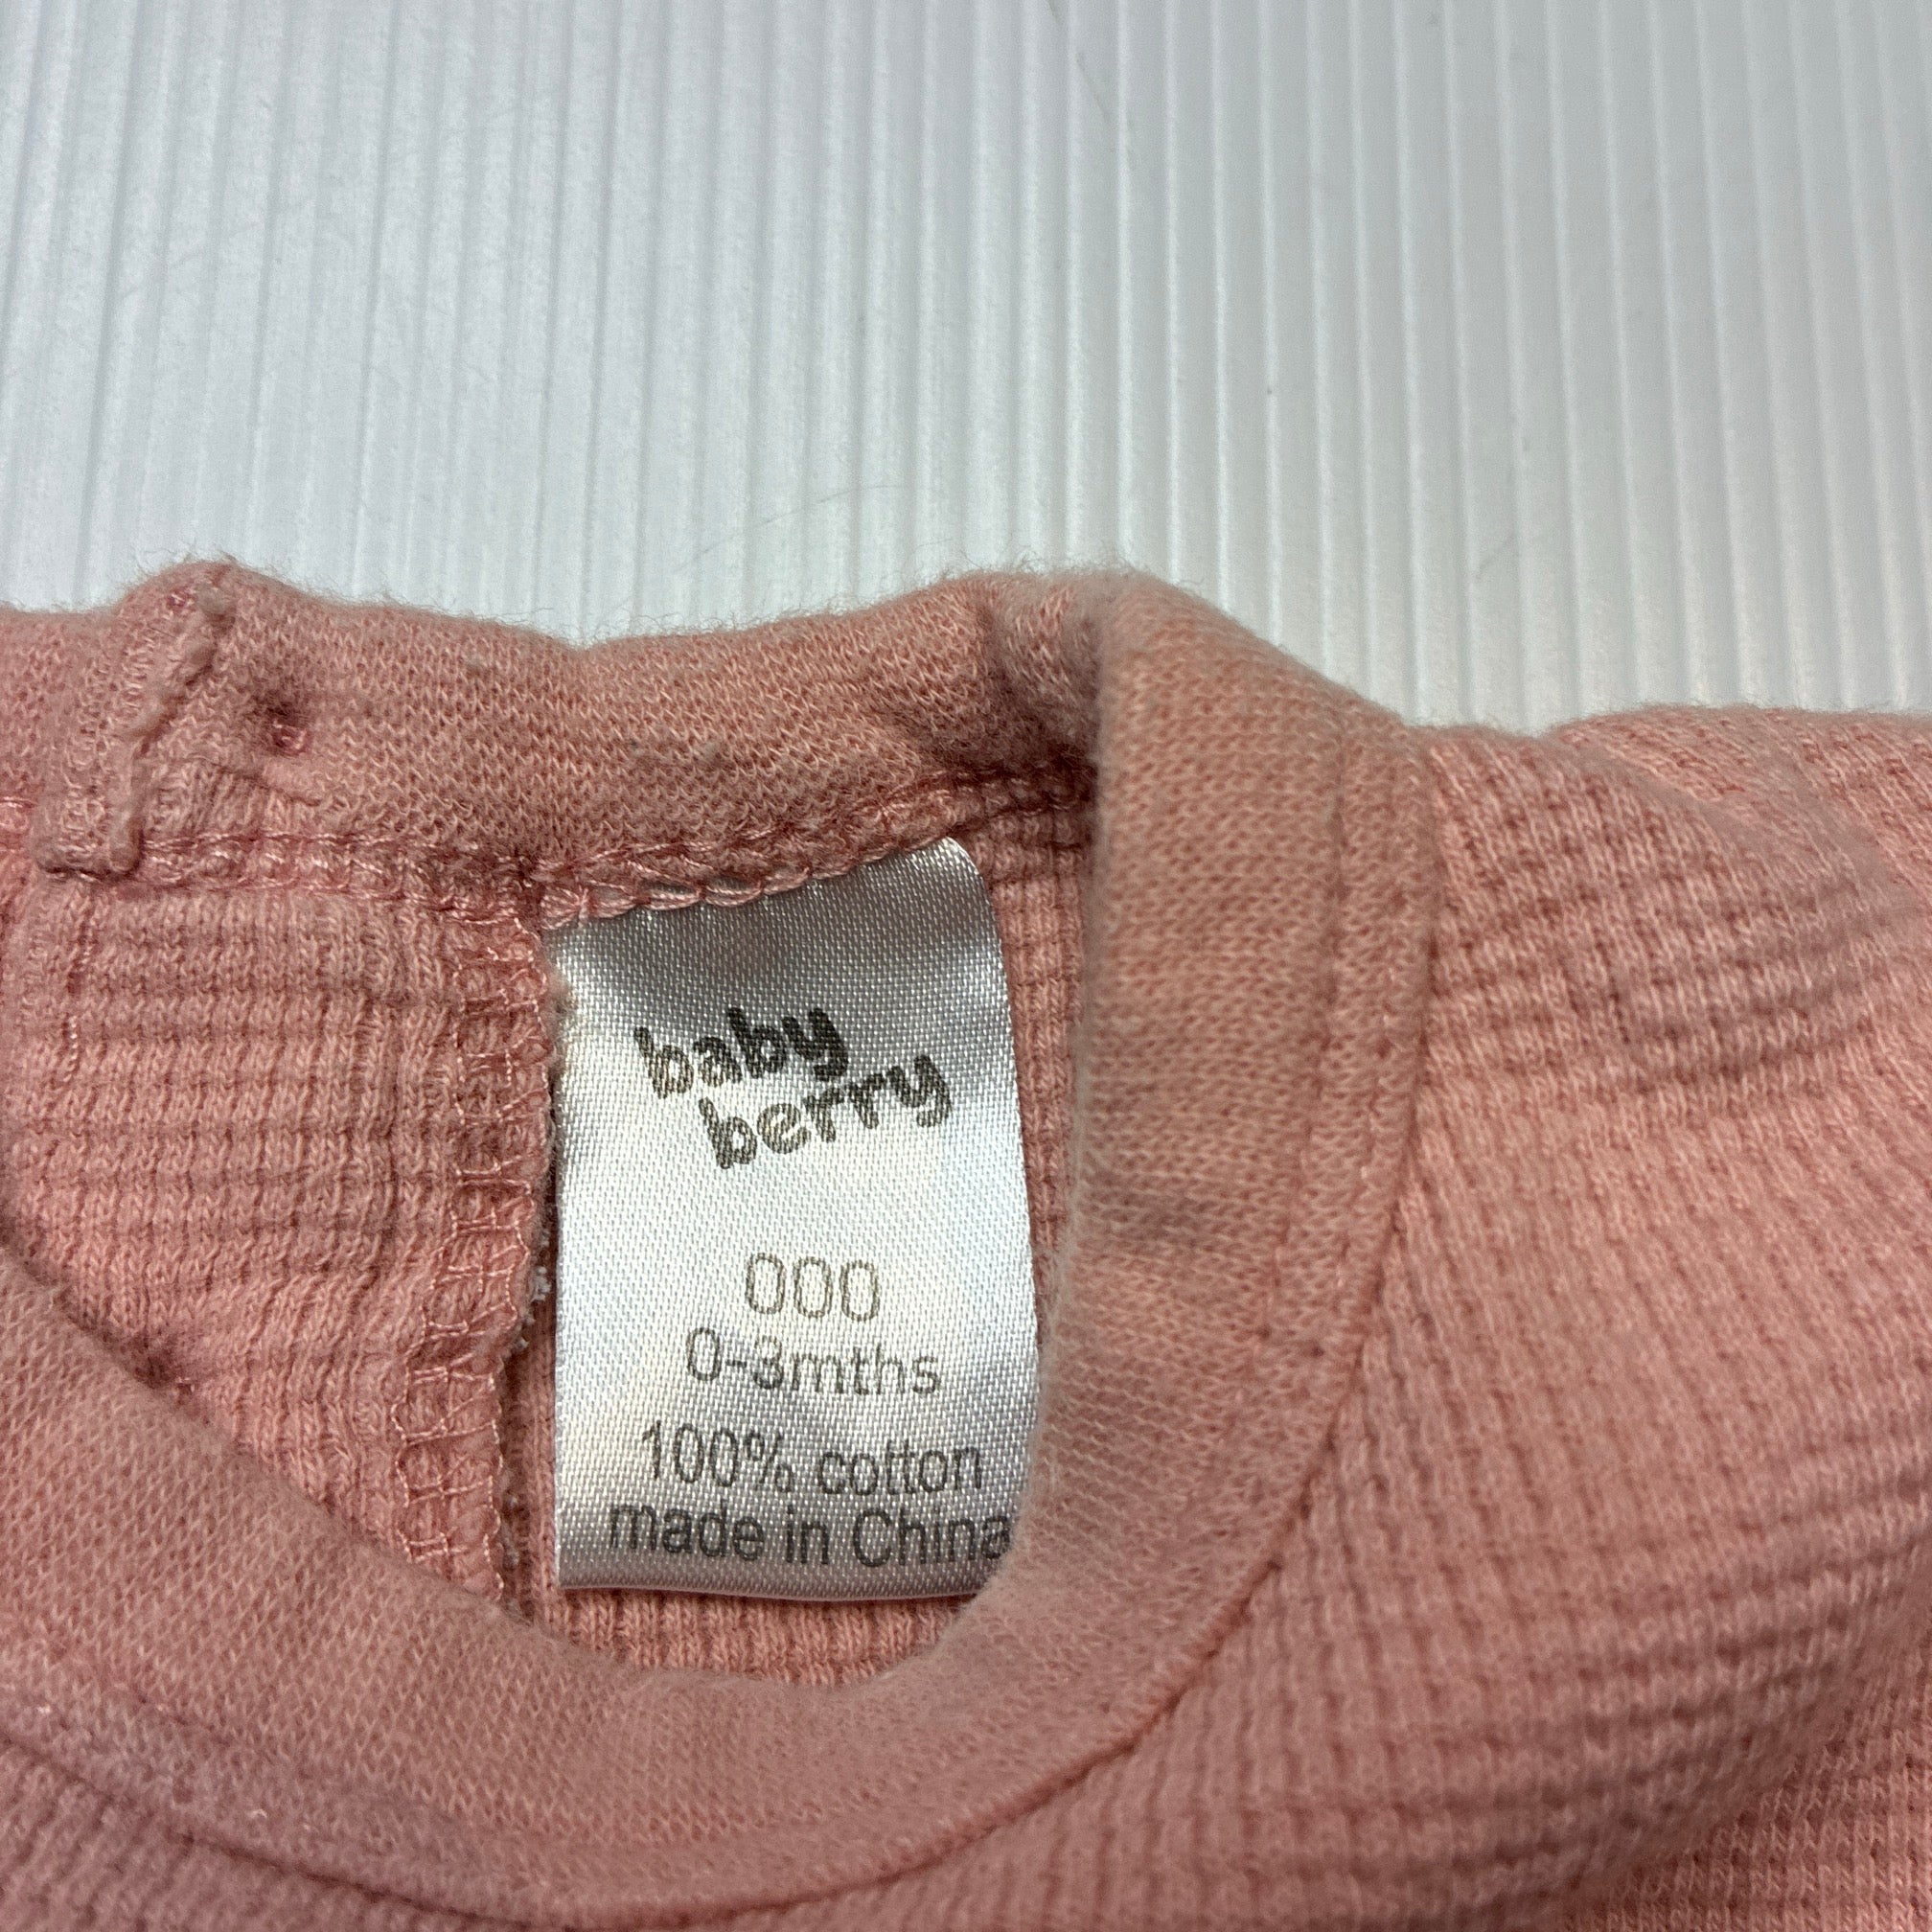 baby
berry
000
0-3mths
100% cotton
made in China